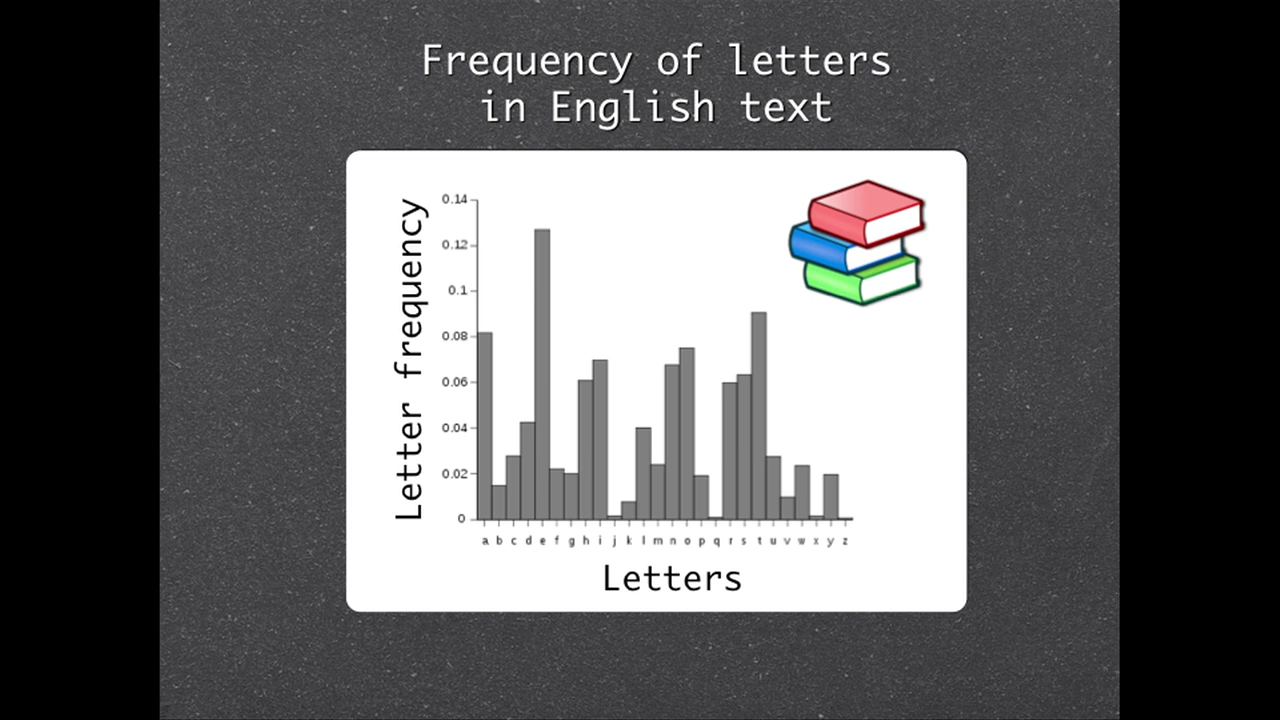 Frequency of letters
in English text
Letter frequency
0.14
0.12
0.1
0.08
0.06
0.04
0.02
0
a b c d e f g h i j k l m n o p q r s t u v w x y z
Letters